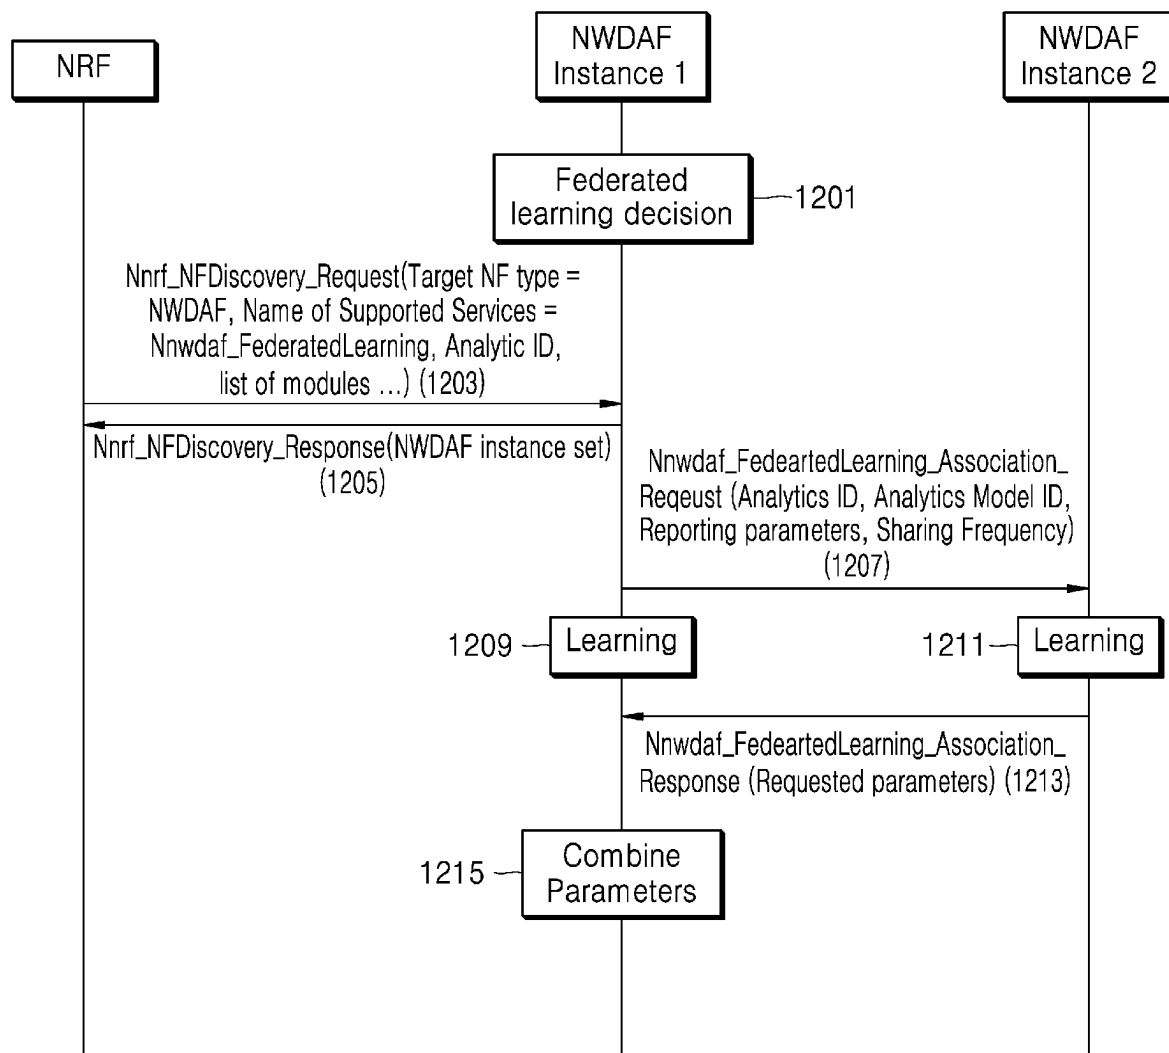 NRF
NWDAF
Instance 1
NWDAF
Instance 2
Federated
learning decision
1201
Nnrf_NFDiscovery_Request(Target NF type =
NWDAF, Name of Supported Services =
Nnwdaf_FederatedLearning, Analytic ID,
list of modules ...) (1203)
Nnrf_NFDiscovery_Response(NWDAF instance set)
(1205)
Nnwdaf_FedeartedLearning_Association_
Reqeust (Analytics ID, Analytics Model ID,
Reporting parameters, Sharing Frequency)
(1207)
1209
Learning
1211
Learning
Nnwdaf_FedeartedLearning_Association_
Response (Requested parameters) (1213)
1215
Combine
Parameters